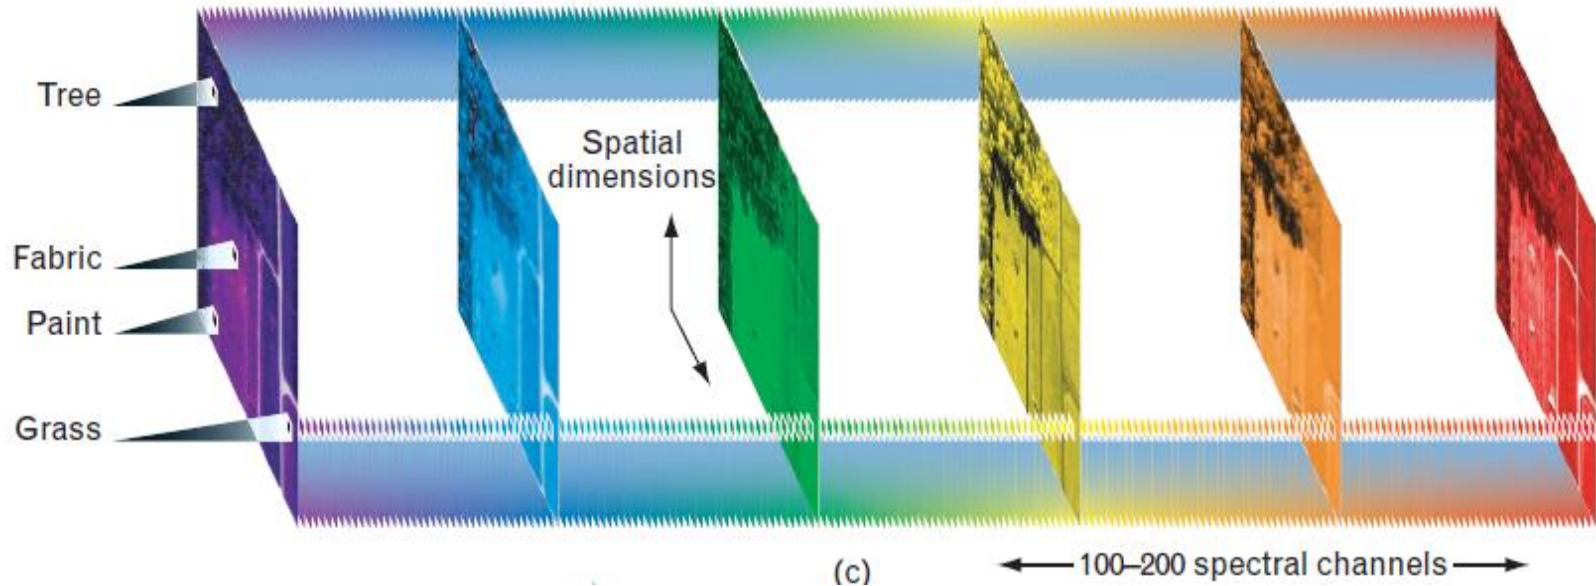 Tree
Spatial
dimensions
Fabric
Paint
Grass
(c)
100–200 spectral channels